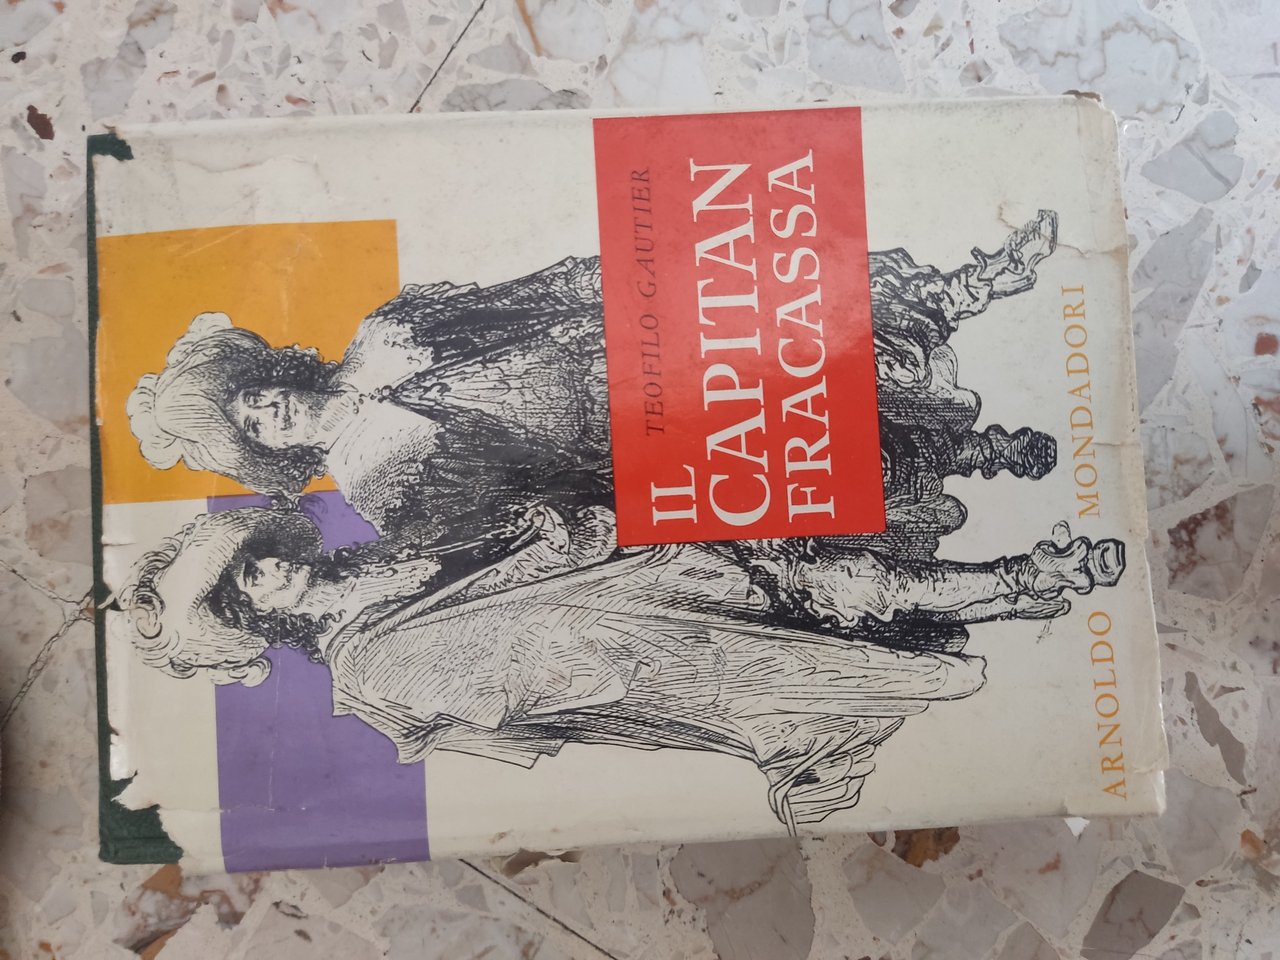 TEOFILO GAUTIER
IL
CAPITAN
FRACASSA
ARNOLDO MONDADORI